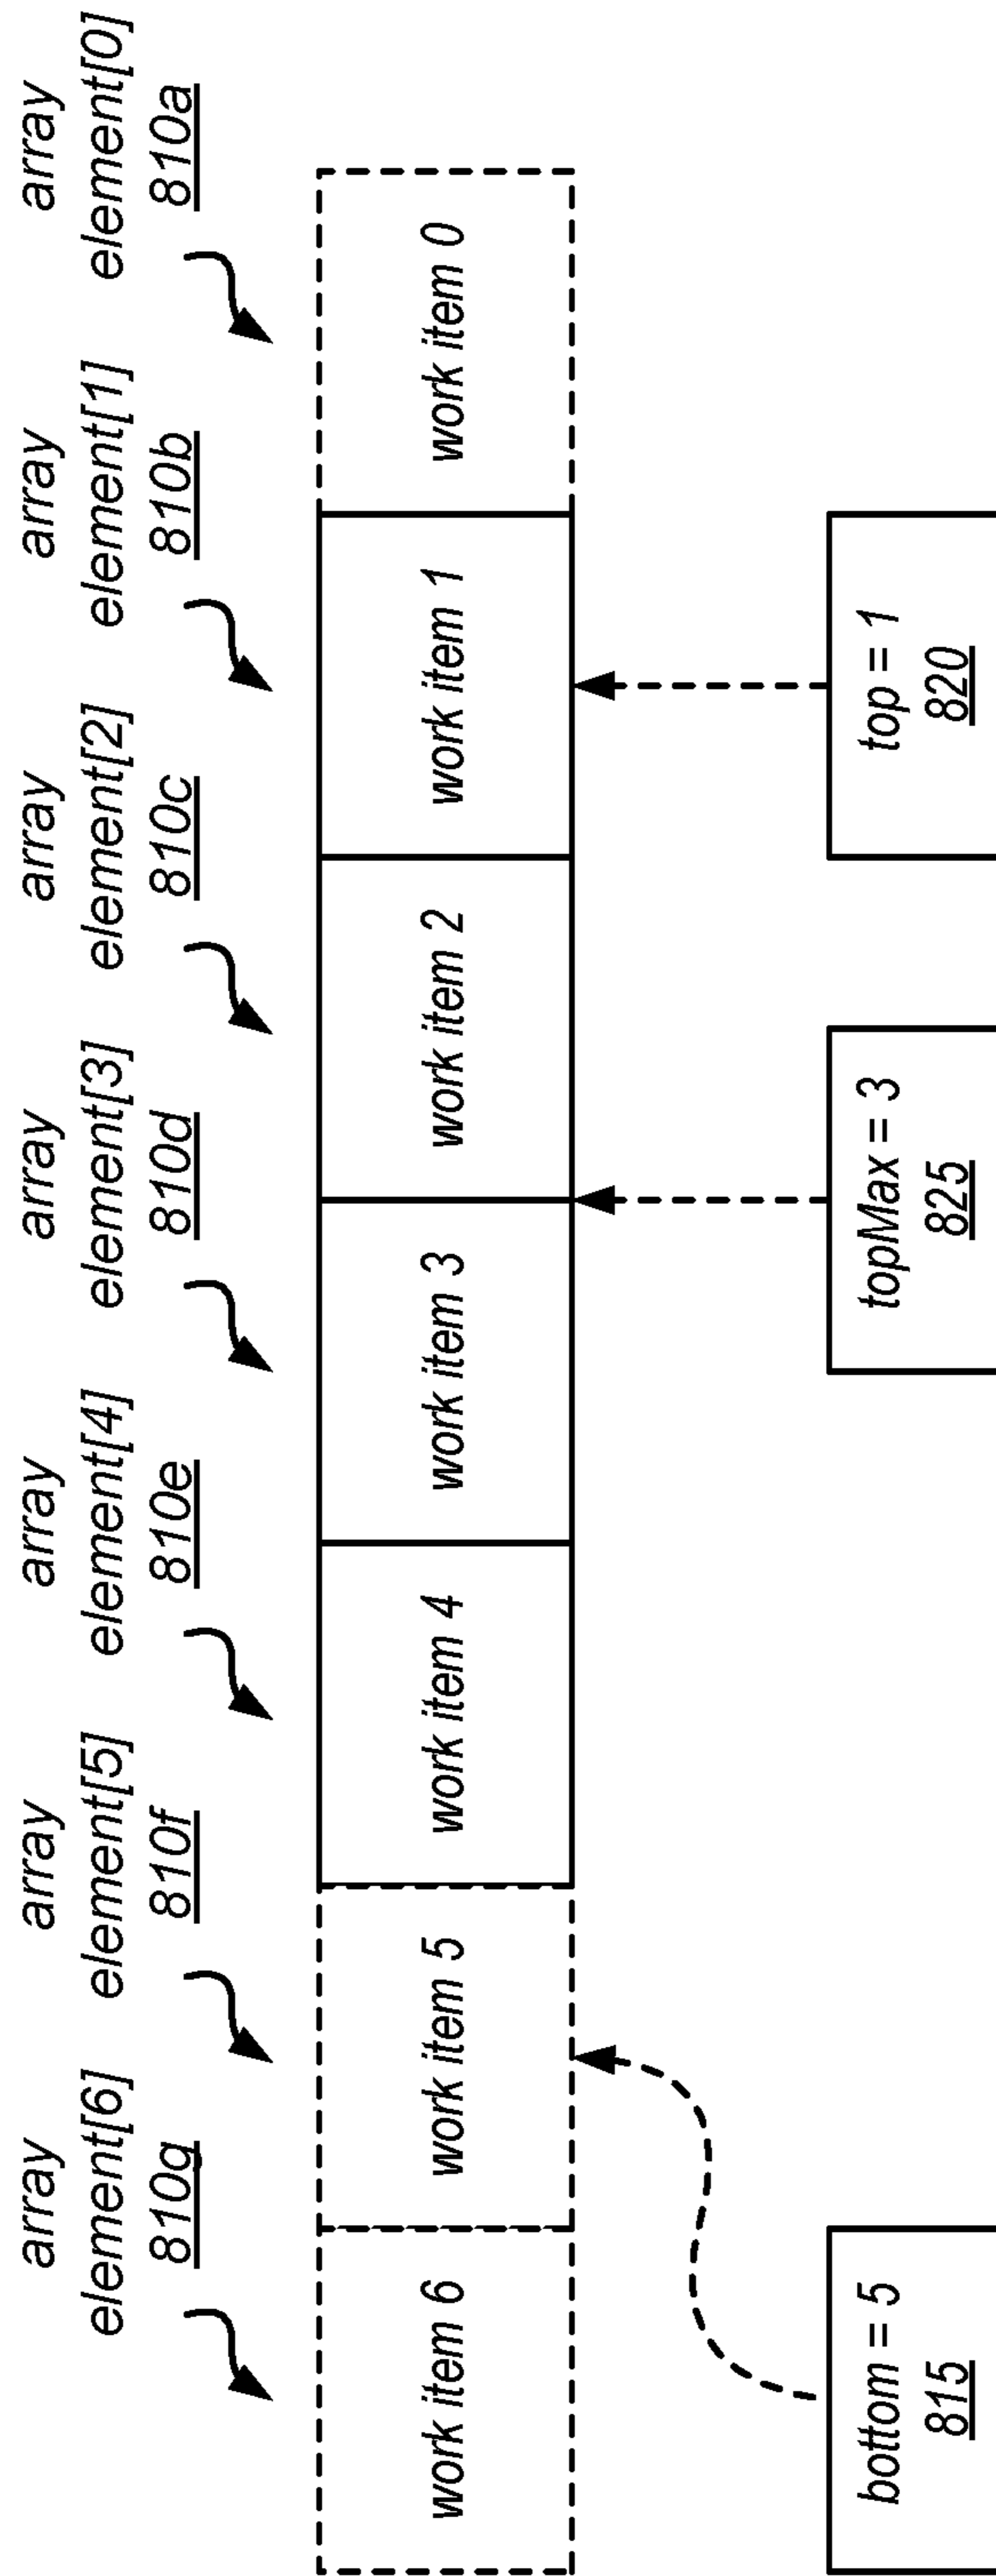 array
element[6]
810g
array
element[5]
810f
array
element[4]
810e
array
element[3]
810d
array
element[2]
810c
array
element[1]
810b
array
element[0]
810a
work item 6
work item 5
work item 4
work item 3
work item 2
work item 1
work item 0
bottom = 5
815
topMax = 3
825
top = 1
820